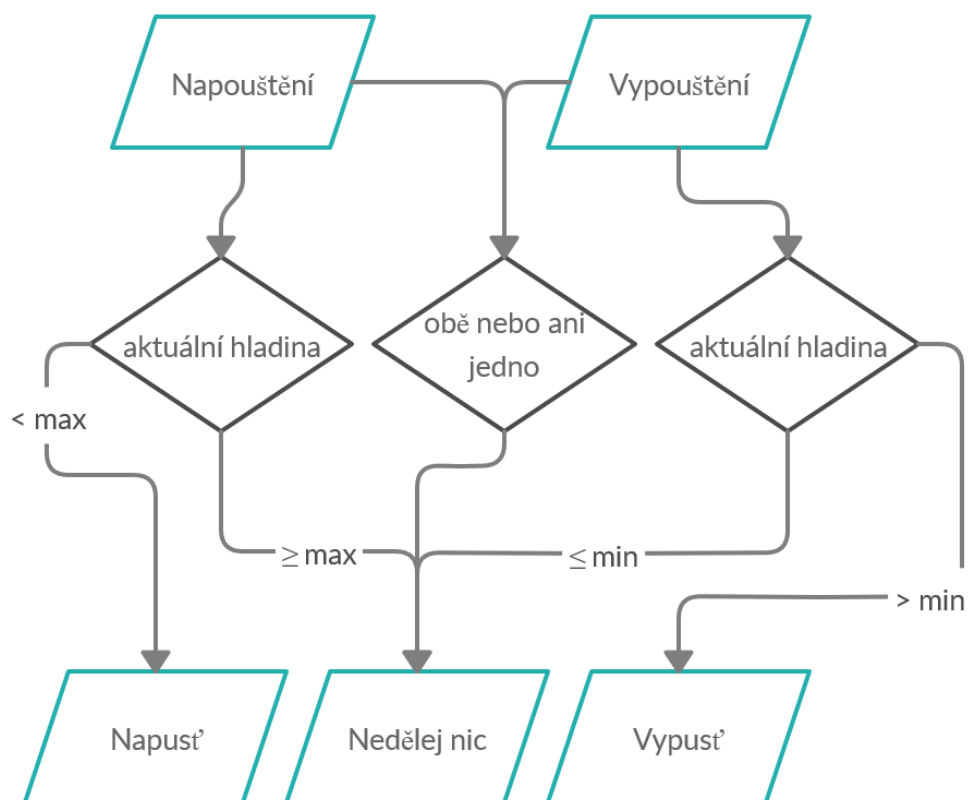 Napouštění
Vypouštění
aktuální hladina
obě nebo ani
jedno
aktuální hladina
< max
≥ max
≤ min
> min
Napusť
Nedělej nic
Vypusť